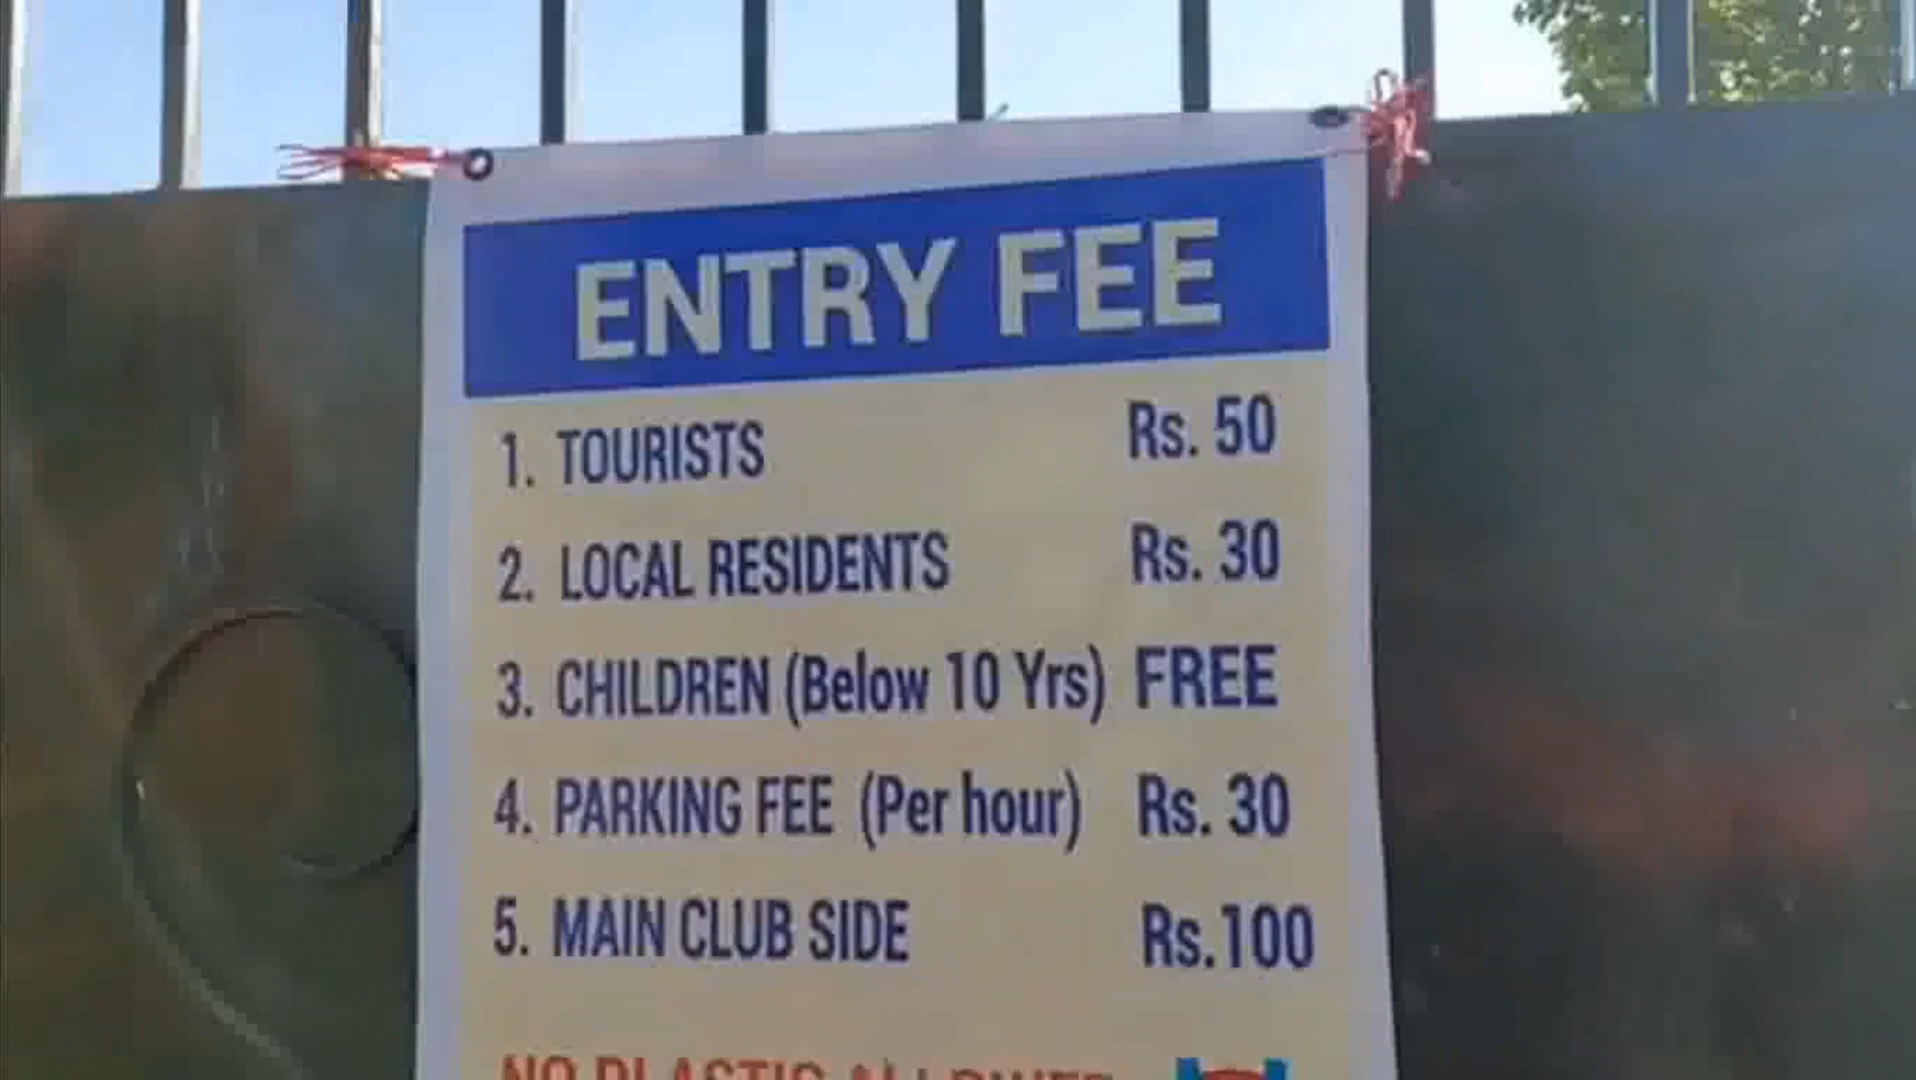 ENTRY FEE
1. TOURISTS Rs. 50
2. LOCAL RESIDENTS Rs. 30
3. CHILDREN (Below 10 Yrs) FREE
4. PARKING FEE (Per hour) Rs. 30
5. MAIN CLUB SIDE Rs.100
NO PLASTIC ALLOWED